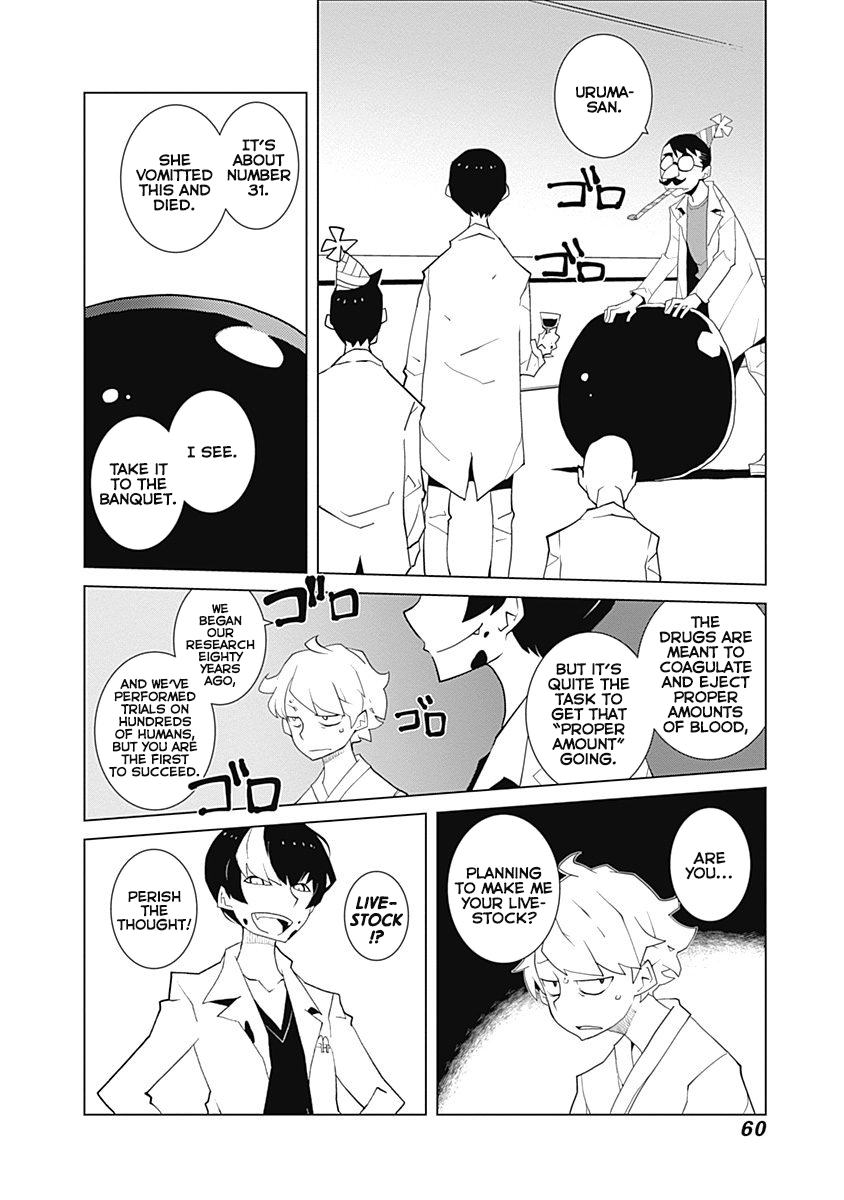 URUMA-
SAN.
ゴロ
ゴロ
IT'S
ABOUT
NUMBER
31.
SHE
VOMITTED
THIS AND
DIED.
I SEE.
TAKE IT
TO THE
BANQUET.
THE
DRUGS ARE
MEANT TO
COAGULATE
AND EJECT
PROPER
AMOUNTS
OF BLOOD,
BUT IT'S
QUITE THE
TASK TO
GET THAT
"PROPER
AMOUNT"
GOING.
ゴロ
ゴロ
WE
BEGAN
OUR
RESEARCH
EIGHTY
YEARS
AGO,
AND WE'VE
PERFORMED
TRIALS ON
HUNDREDS
OF HUMANS,
BUT YOU ARE
THE FIRST
TO SUCCEED.
ゴロ
ARE
YOU...
PLANNING
TO MAKE ME
YOUR LIVE-
STOCK?
LIVE-
STOCK
!?
PERISH
THE
THOUGHT!
60